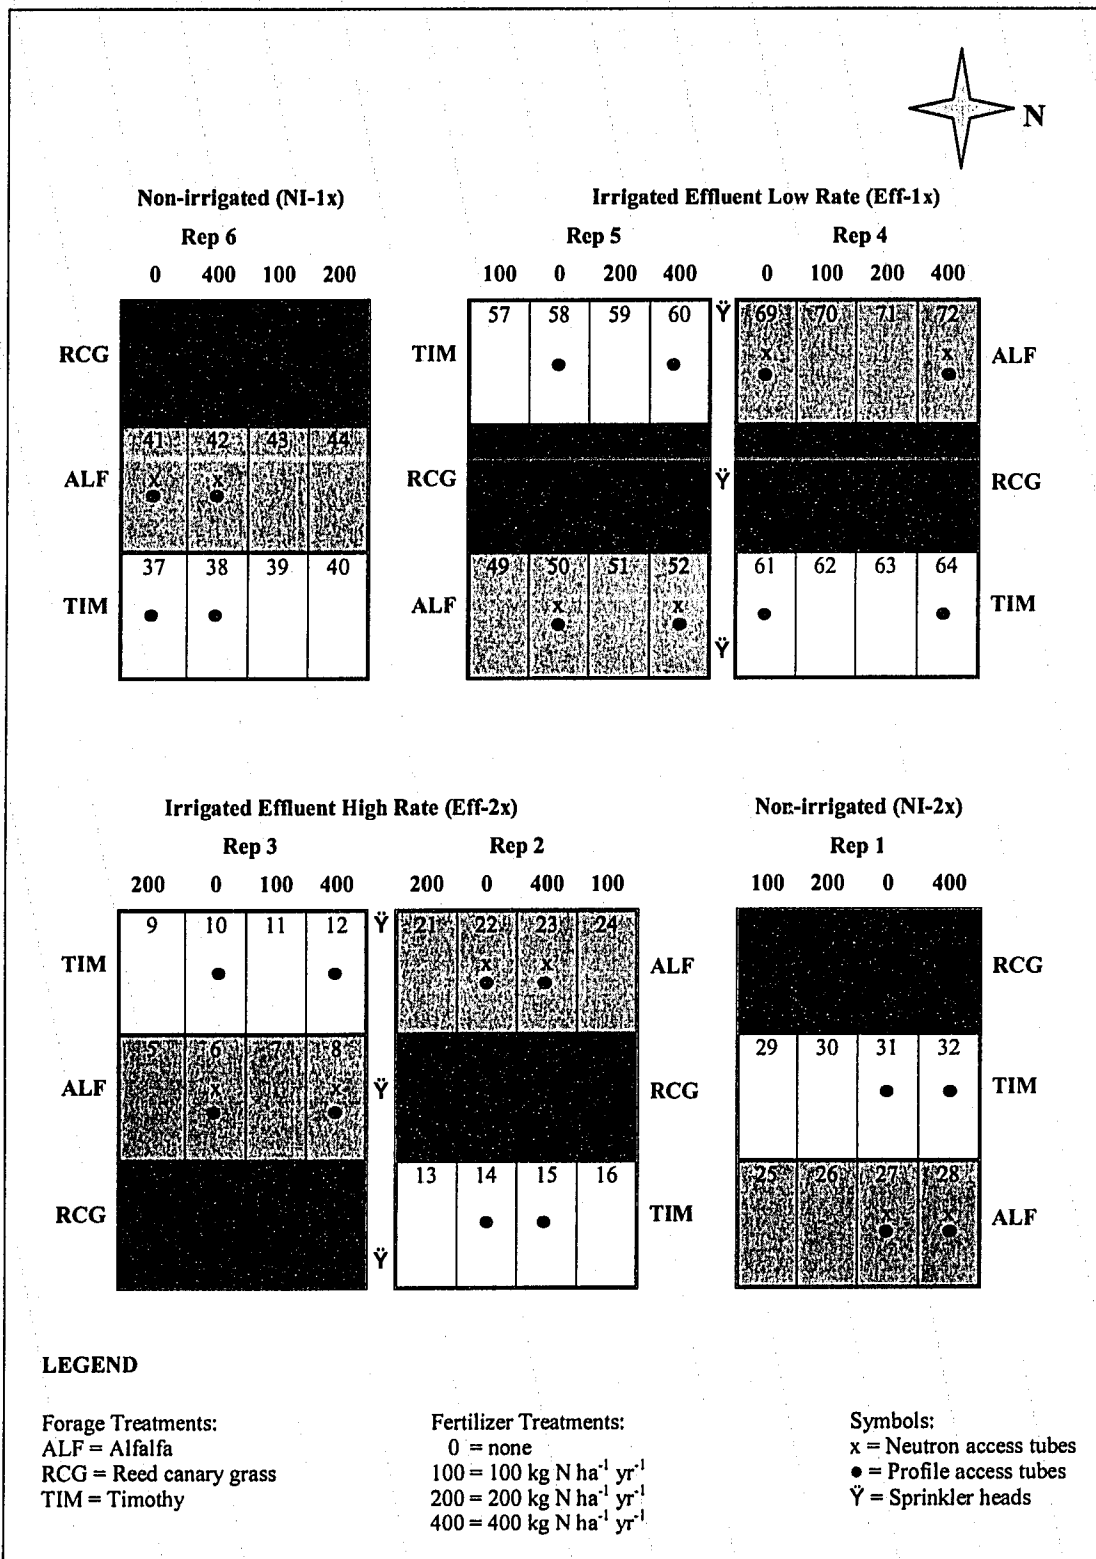 N
Non-irrigated (NI-1x)
Irrigated Effluent Low Rate (Eff-1x)
Rep 6
Rep 5
Rep 4
0 400 100 200
100 0 200 400
0 100 200 400
RCG
TIM
57 58 59 60
Ÿ
69 70 71 72
x x
ALF
ALF
41 42 43 44
x x
RCG
Ÿ
RCG
TIM
37 38 39 40
ALF
49 50 51 52
x x
Ÿ
61 62 63 64
TIM
Irrigated Effluent High Rate (Eff-2x)
Non-irrigated (NI-2x)
Rep 3
Rep 2
Rep 1
200 0 100 400
200 0 400 100
100 200 0 400
TIM
9 10 11 12
Ÿ
21 22 23 24
x x
ALF
RCG
ALF
5 6 7 8
x x
Ÿ
RCG
29 30 31 32
TIM
RCG
Ÿ
13 14 15 16
TIM
25 26 27 28
x x
ALF
LEGEND
Forage Treatments:
ALF = Alfalfa
RCG = Reed canary grass
TIM = Timothy
Fertilizer Treatments:
0 = none
100 = 100 kg N ha⁻¹ yr⁻¹
200 = 200 kg N ha⁻¹ yr⁻¹
400 = 400 kg N ha⁻¹ yr⁻¹
Symbols:
x = Neutron access tubes
● = Profile access tubes
Ÿ = Sprinkler heads